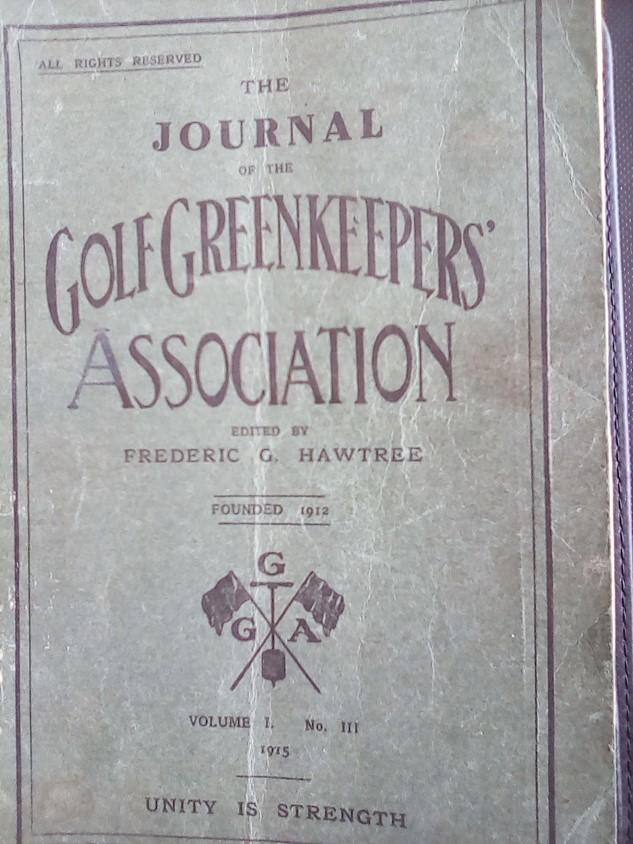 ALL RIGHTS RESERVED
THE
JOURNAL
OF THE
GOLF GREENKEEPERS'
ASSOCIATION
EDITED BY
FREDERIC G. HAWTREE
FOUNDED 1912
G
G A
VOLUME I. No. III
1915
UNITY IS STRENGTH